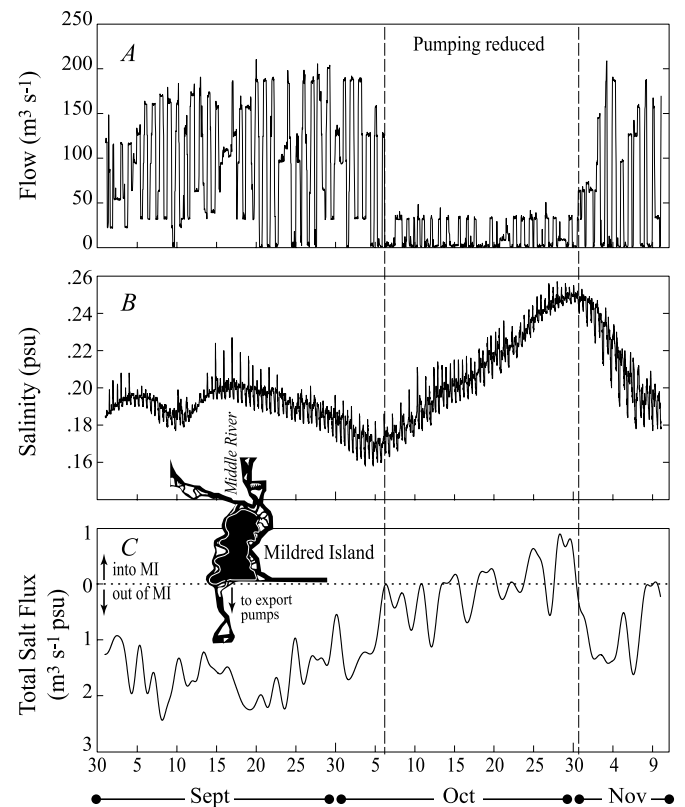 A
Pumping reduced
Flow (m³ s⁻¹)
250
200
150
100
50
0
B
Salinity (psu)
.26
.24
.22
.20
.18
.16
Middle River
C
Mildred Island
into MI
out of MI
to export
pumps
Total Salt Flux
(m³ s⁻¹ psu)
1
0
1
2
3
30 5 10 15 20 25 30 5 10 15 20 25 30 4 9
Sept Oct Nov